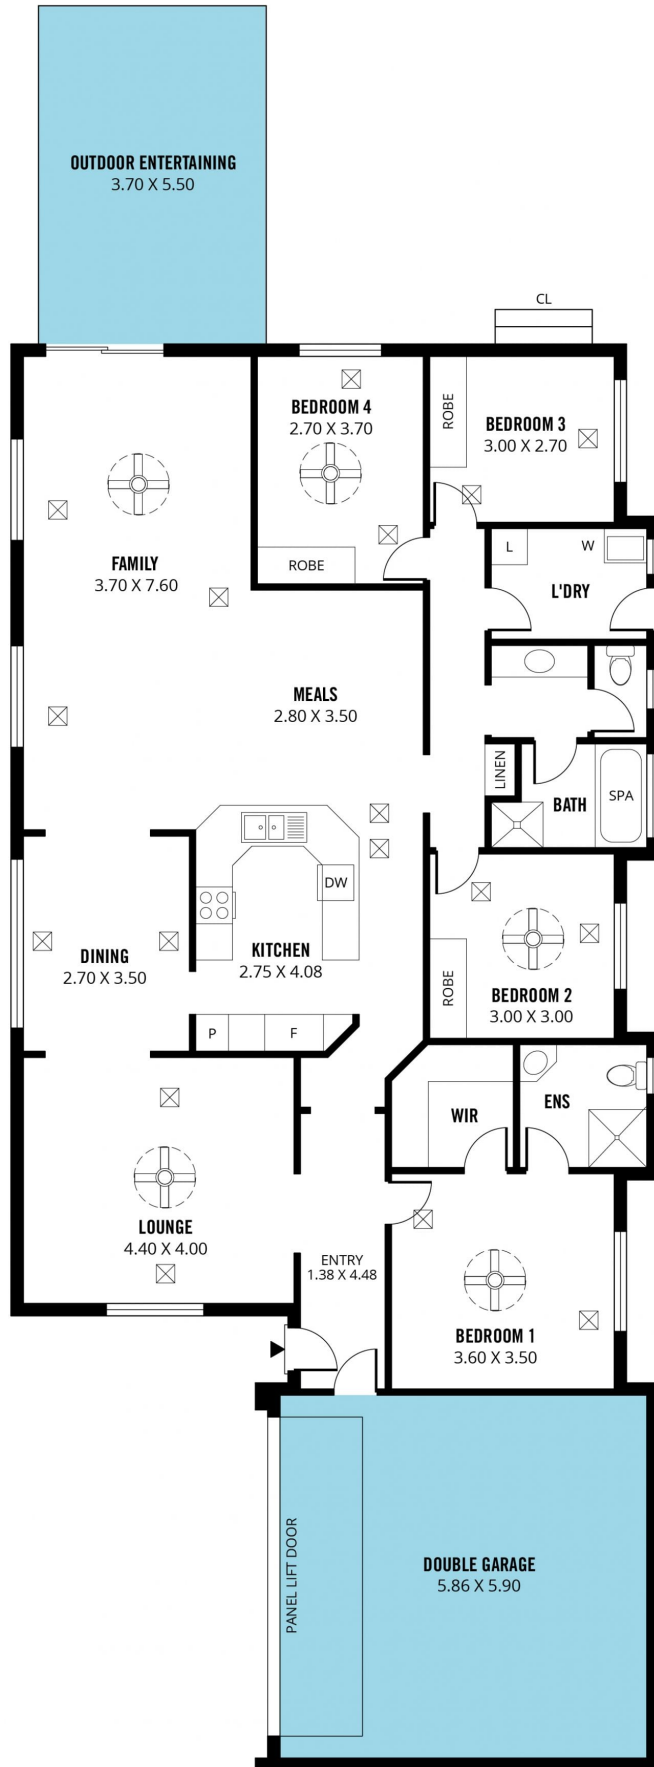 OUTDOOR ENTERTAINING
3.70 X 5.50
CL
BEDROOM 4
2.70 X 3.70
ROBE
BEDROOM 3
3.00 X 2.70
ROBE
FAMILY
3.70 X 7.60
L
W
L'DRY
MEALS
2.80 X 3.50
LINEN
BATH
SPA
DW
KITCHEN
2.75 X 4.08
DINING
2.70 X 3.50
ROBE
BEDROOM 2
3.00 X 3.00
P
F
WIR
ENS
LOUNGE
4.40 X 4.00
ENTRY
1.38 X 4.48
BEDROOM 1
3.60 X 3.50
PANEL LIFT DOOR
DOUBLE GARAGE
5.86 X 5.90